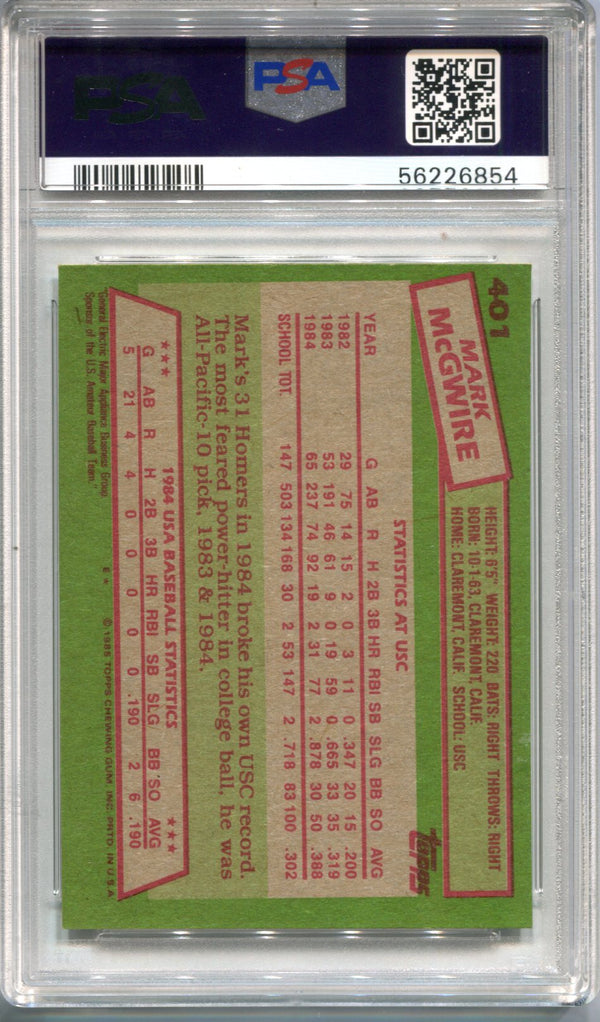 PSA
PSA
56226854
401
MARK
McGWIRE
HEIGHT: 6'5" WEIGHT: 220 BATS: RIGHT THROWS: RIGHT
BORN: 10-1-63, CLAREMONT, CALIF.
HOME: CLAREMONT, CALIF. SCHOOL: USC
TOPPS
STATISTICS AT USC
YEAR G AB R H 2B 3B HR RBI SB SLG BB SO AVG
1982 29 75 14 15 2 0 3 11 0 .347 20 15 .200
1983 53 191 46 61 9 0 19 59 0 .665 33 35 .319
1984 65 237 74 92 19 2 31 77 2 .878 30 50 .388
SCHOOL TOT. 147 503 134 168 30 2 53 147 2 .718 83 100 .302
Mark's 31 Homers in 1984 broke his own USC record.
The most feared power-hitter in college ball, he was
All-Pacific-10 pick, 1983 & 1984.
★★★ 1984 USA BASEBALL STATISTICS ★★★
G AB R H 2B 3B HR RBI SB SLG BB SO AVG
5 21 4 4 0 0 0 0 0 .190 2 6 .190
"General Electric Major Appliance Business Group
Sponsor of the U.S. Amateur Baseball Team."
E * © 1985 TOPPS CHEWING GUM, INC. PRTD. IN U.S.A.